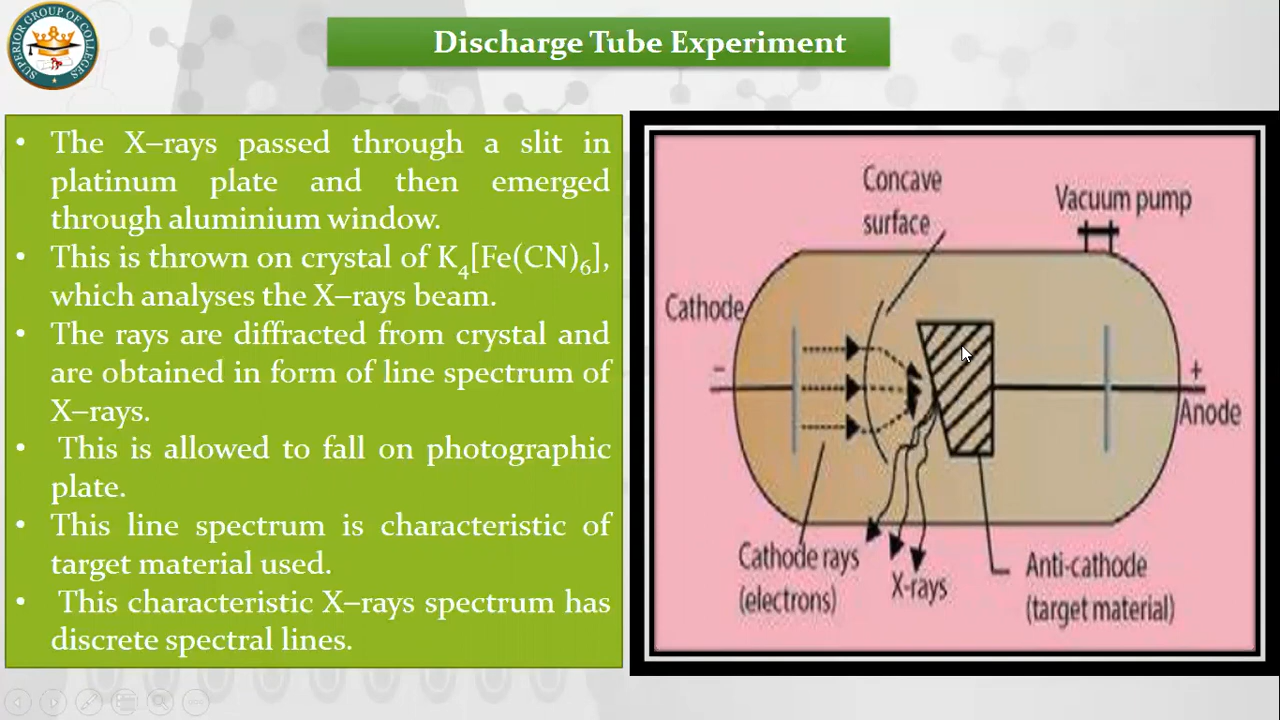 SUPERIOR GROUP OF COLLEGES
Discharge Tube Experiment
• The X–rays passed through a slit in
platinum plate and then emerged
through aluminium window.
• This is thrown on crystal of K₄[Fe(CN)₆],
which analyses the X–rays beam.
• The rays are diffracted from crystal and
are obtained in form of line spectrum of
X–rays.
• This is allowed to fall on photographic
plate.
• This line spectrum is characteristic of
target material used.
• This characteristic X–rays spectrum has
discrete spectral lines.
Concave
surface
Vacuum pump
Cathode
–
+
Anode
Cathode rays
(electrons)
X-rays
Anti-cathode
(target material)